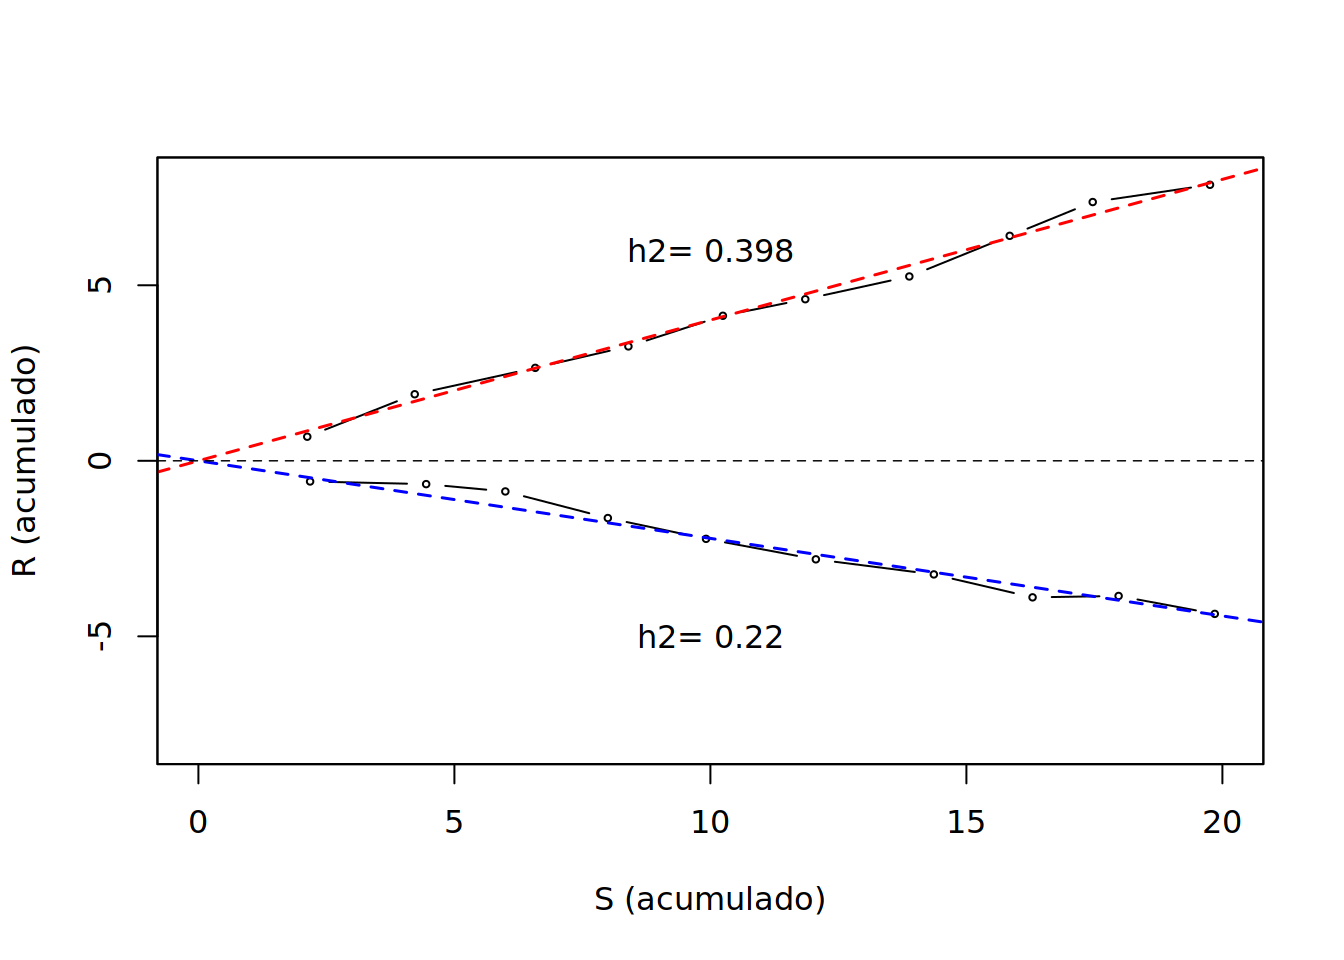 h2= 0.398
5
0
-5
R (acumulado)
h2= 0.22
0 5 10 15 20
S (acumulado)